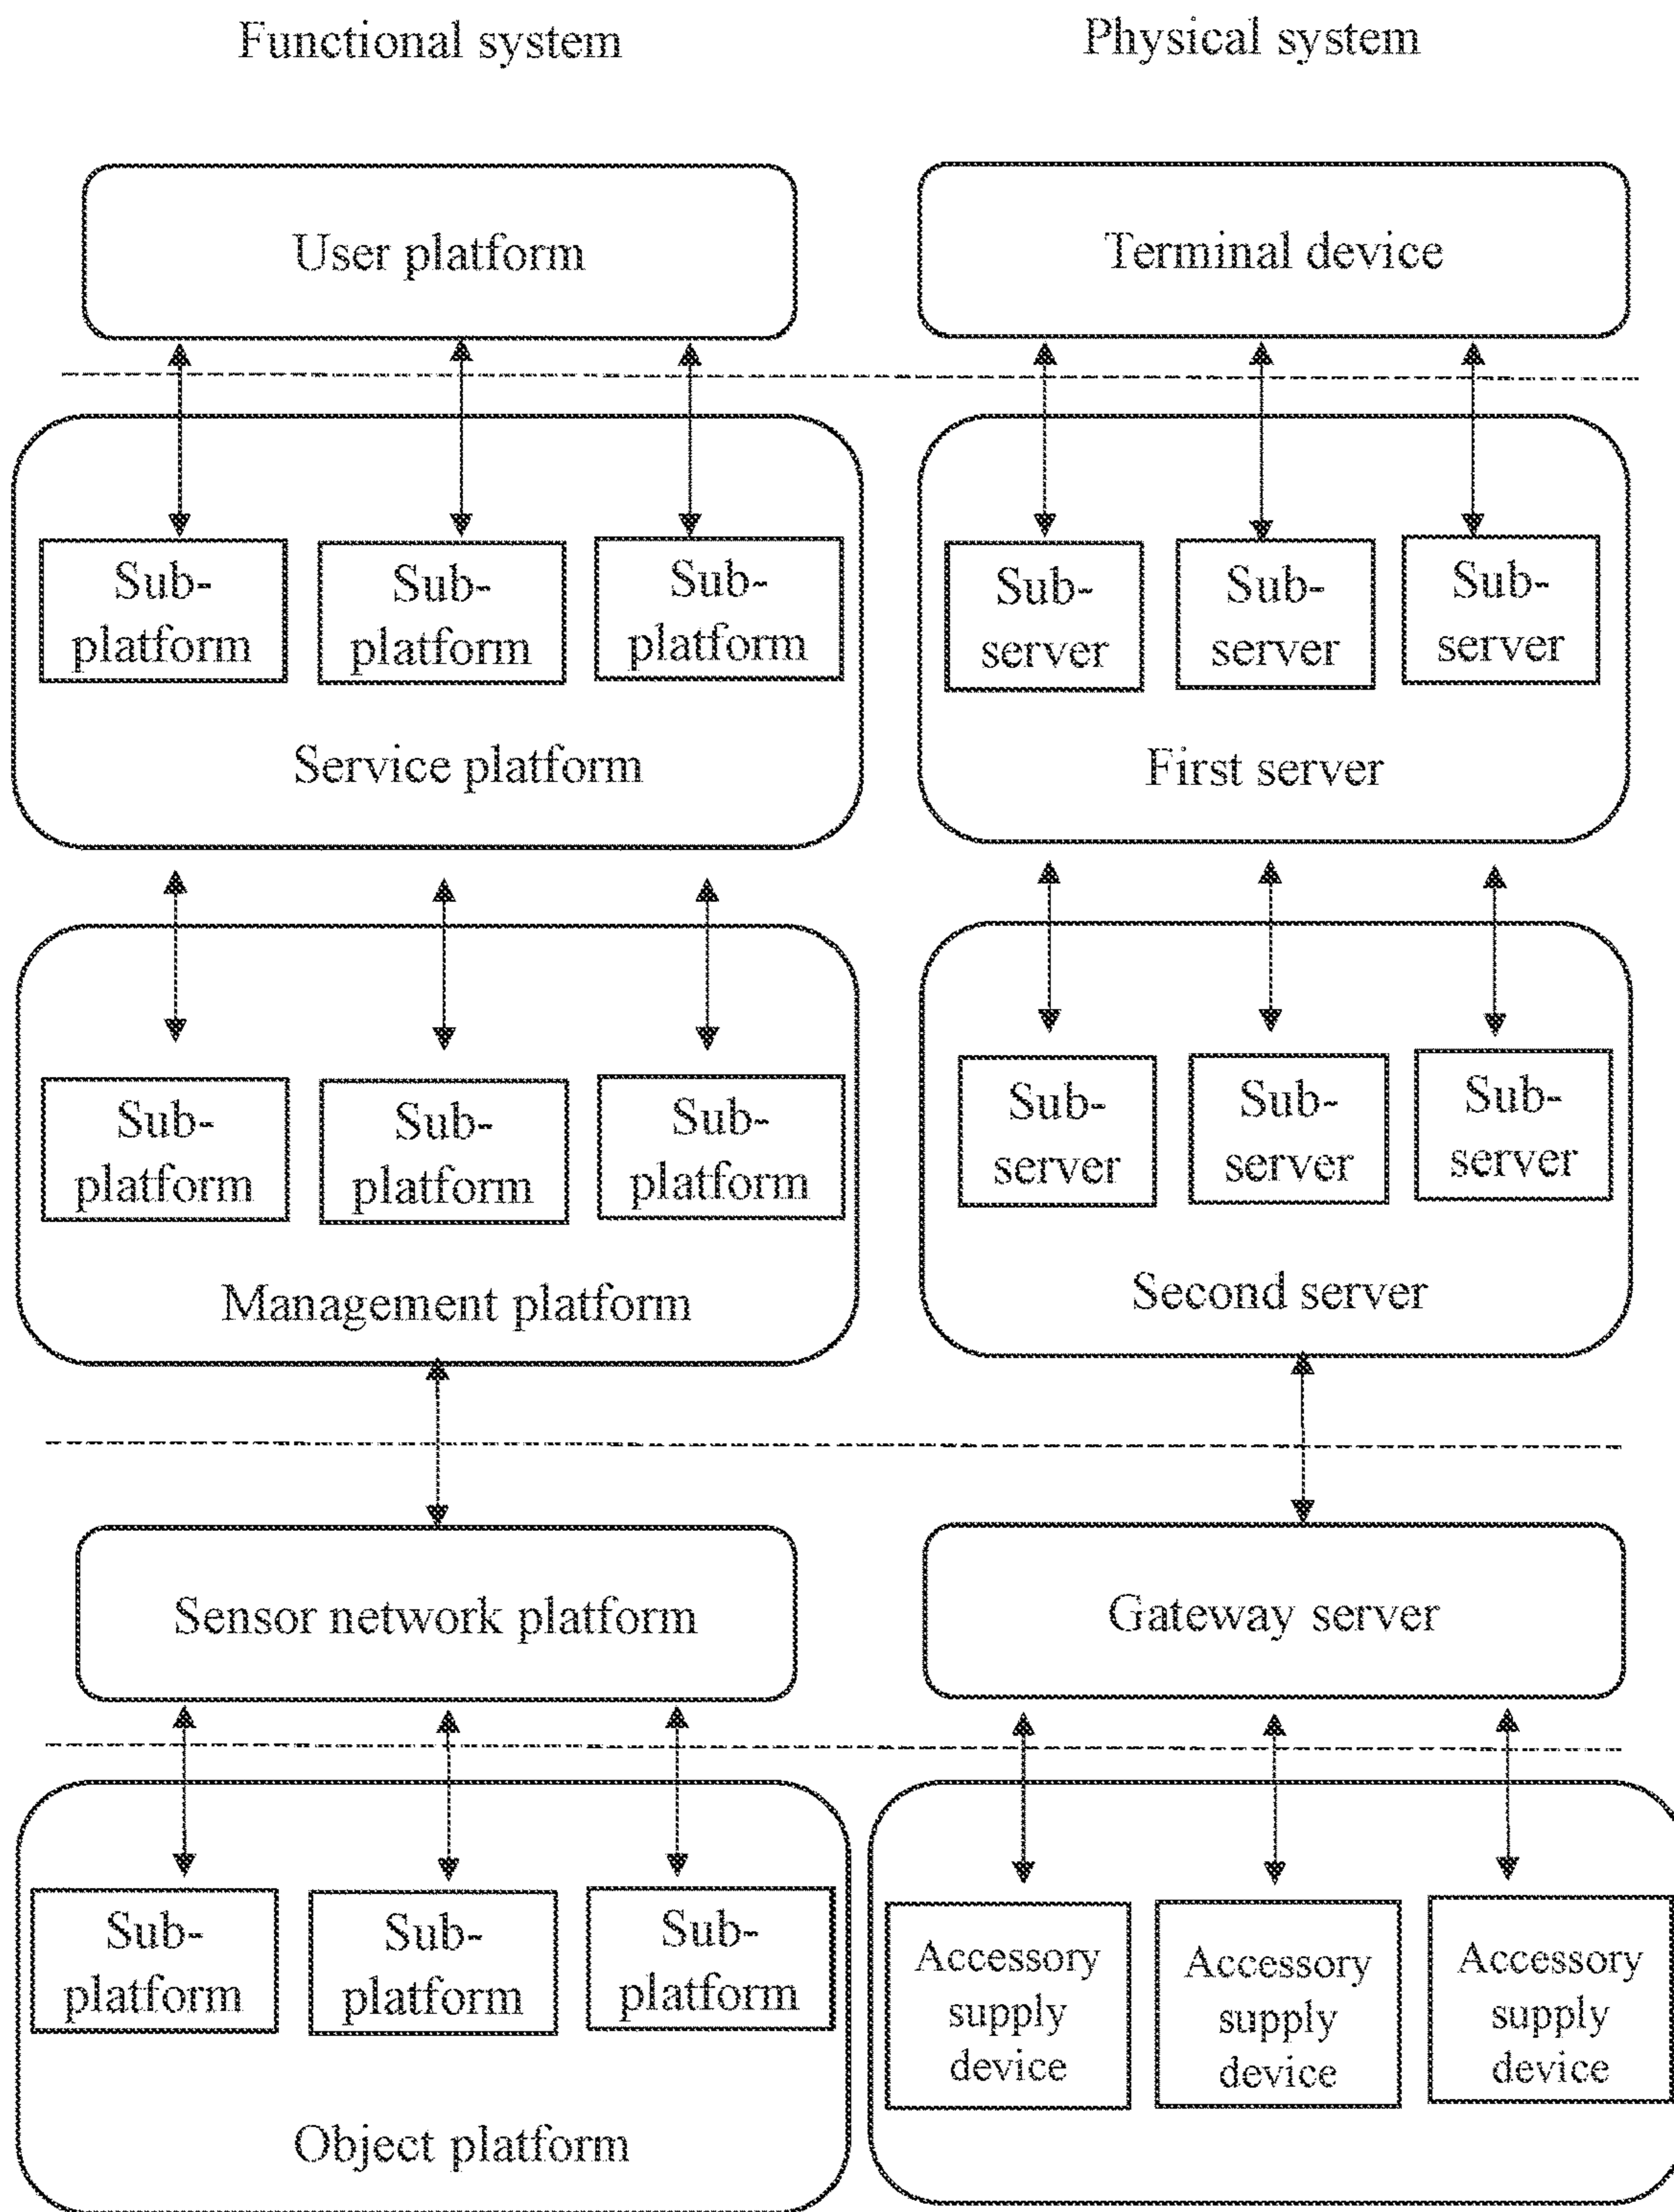 Functional system
Physical system
User platform
Terminal device
Sub-
platform
Sub-
platform
Sub-
platform
Sub-
server
Sub-
server
Sub-
server
Service platform
First server
Sub-
platform
Sub-
platform
Sub-
platform
Sub-
server
Sub-
server
Sub-
server
Management platform
Second server
Sensor network platform
Gateway server
Sub-
platform
Sub-
platform
Sub-
platform
Accessory
supply
device
Accessory
supply
device
Accessory
supply
device
Object platform